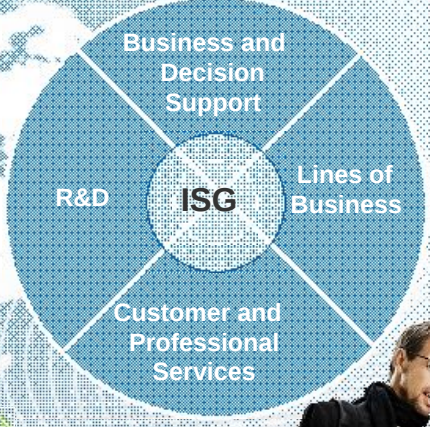 Business and
Decision
Support
R&D
ISG
Lines of
Business
Customer and
Professional
Services